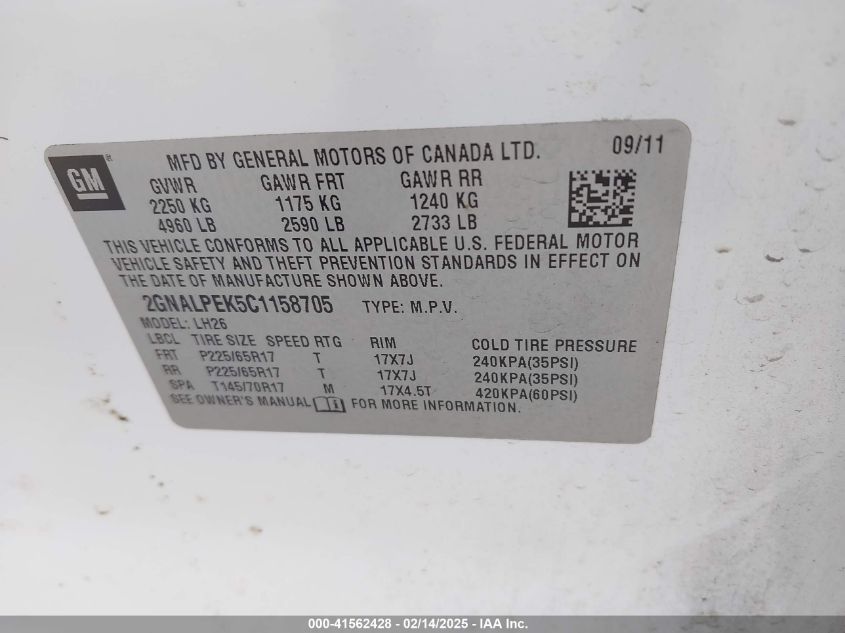 GM
MFD BY GENERAL MOTORS OF CANADA LTD. 09/11
GVWR GAWR FRT GAWR RR
2250 KG 1175 KG 1240 KG
4960 LB 2590 LB 2733 LB
THIS VEHICLE CONFORMS TO ALL APPLICABLE U.S. FEDERAL MOTOR
VEHICLE SAFETY AND THEFT PREVENTION STANDARDS IN EFFECT ON
THE DATE OF MANUFACTURE SHOWN ABOVE.
2GNALPEK5C1158705 TYPE: M.P.V.
MODEL: LH26
LBCL TIRE SIZE SPEED RTG RIM COLD TIRE PRESSURE
FRT P225/65R17 T 17X7J 240KPA(35PSI)
RR P225/65R17 T 17X7J 240KPA(35PSI)
SPA T145/70R17 M 17X4.5T 420KPA(60PSI)
SEE OWNER'S MANUAL FOR MORE INFORMATION.
000-41562428 - 02/14/2025 - IAA Inc.